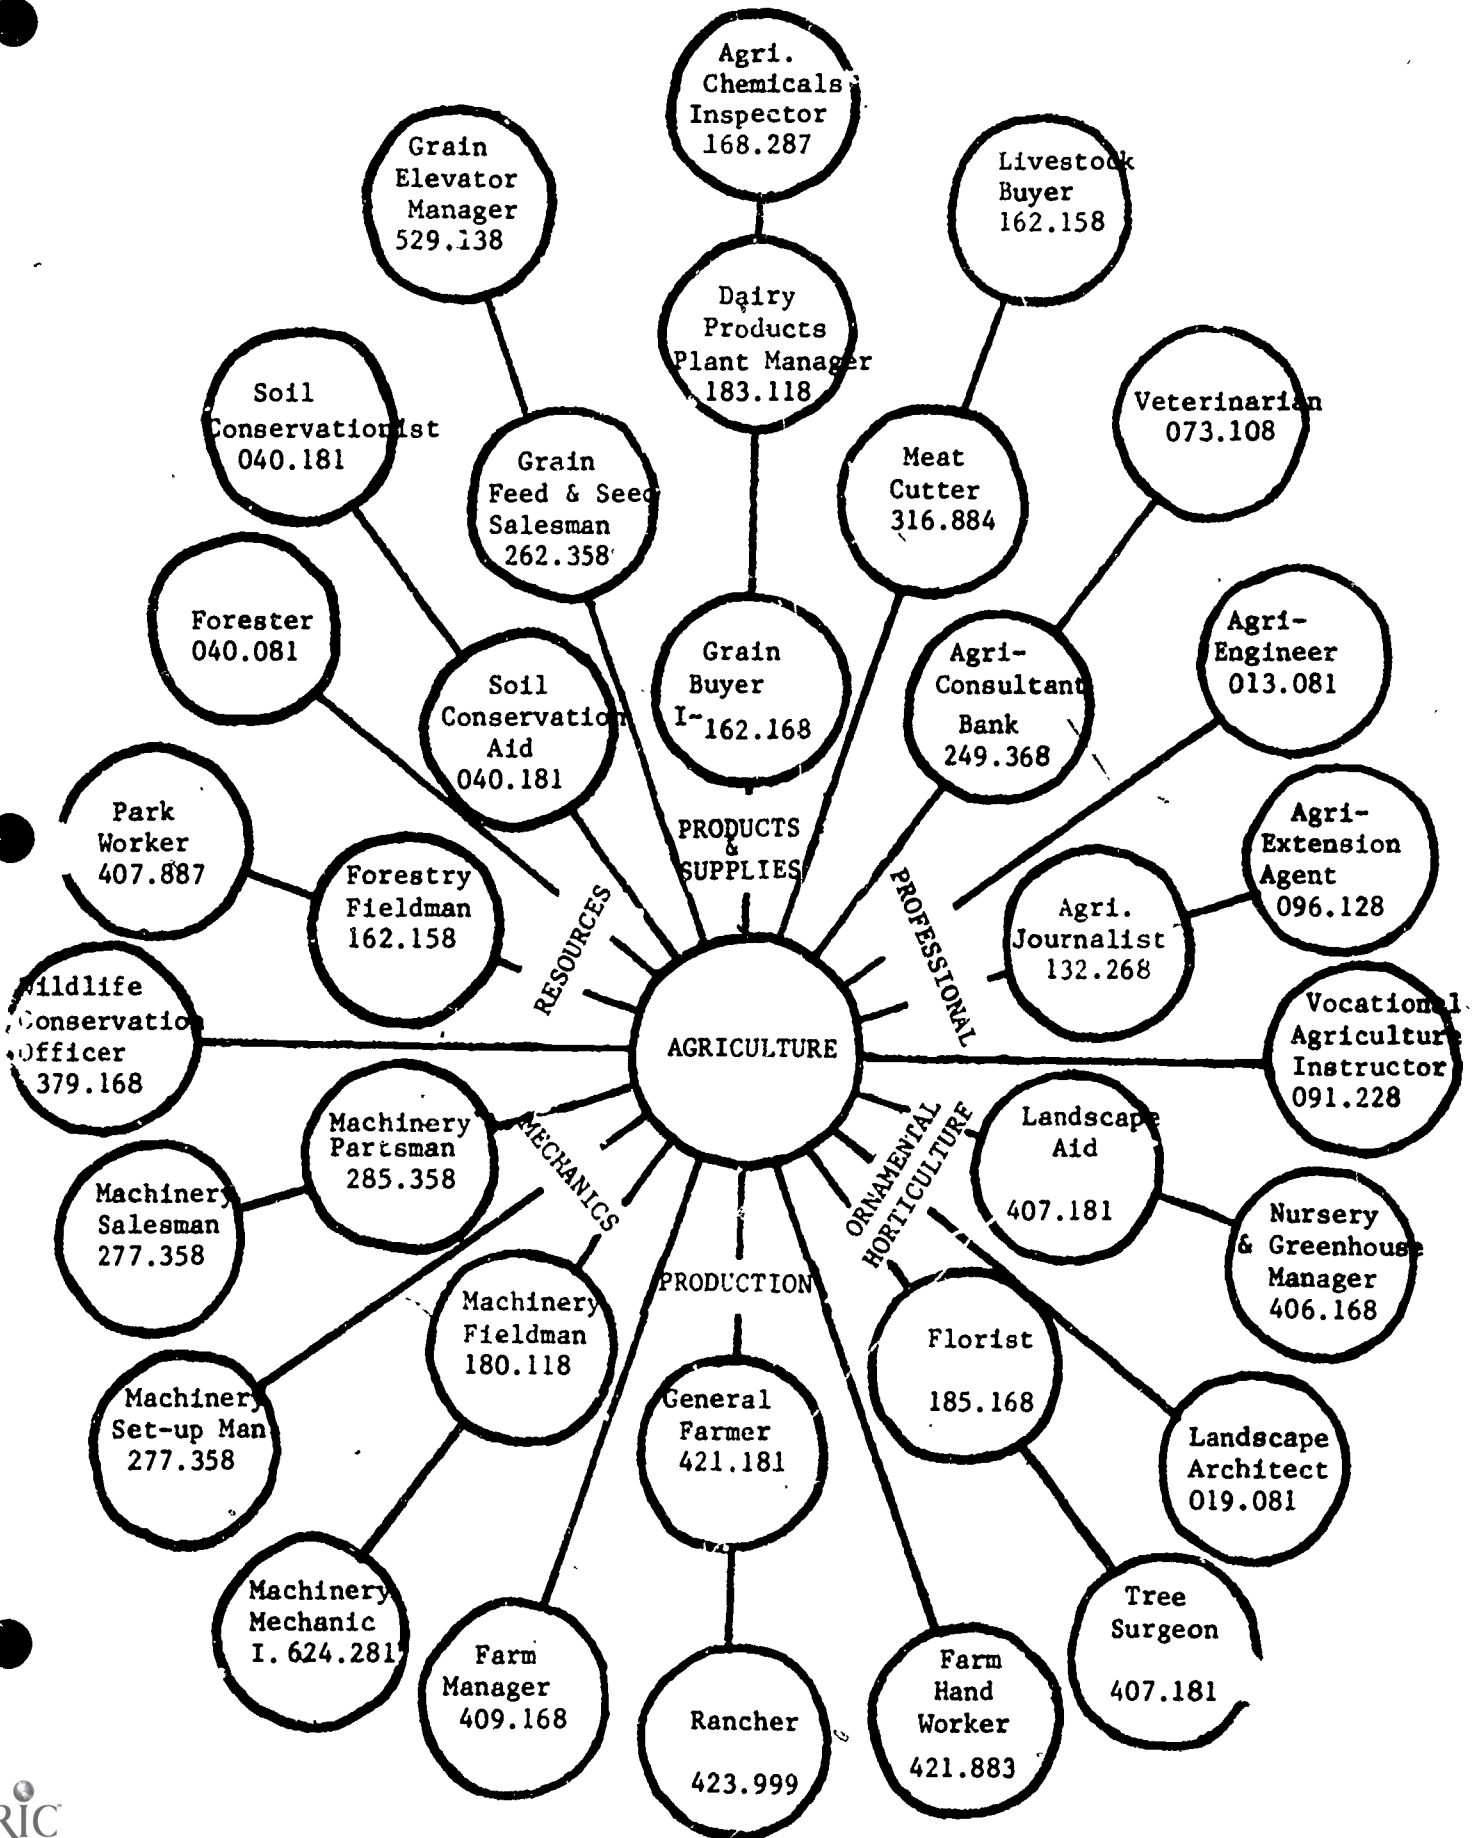 Agri.
Chemicals
Inspector
168.287
Grain
Elevator
Manager
529.138
Livestock
Buyer
162.158
Dairy
Products
Plant Manager
183.118
Soil
Conservationist
040.181
Veterinarian
073.108
Grain
Feed & Seed
Salesman
262.358
Meat
Cutter
316.884
Forester
040.081
Agri-
Engineer
013.081
Soil
Conservation
Aid
040.181
Grain
Buyer
I-162.168
Agri-
Consultant
Bank
249.368
Park
Worker
407.887
PRODUCTS
&
SUPPLIES
Agri-
Extension
Agent
096.128
Forestry
Fieldman
162.158
RESOURCES
PROFESSIONAL
Agri.
Journalist
132.268
Wildlife
Conservation
Officer
379.168
AGRICULTURE
Vocational
Agriculture
Instructor
091.228
Machinery
Partsman
285.358
MECHANICS
ORNAMENTAL
HORTICULTURE
Landscape
Aid
407.181
Machinery
Salesman
277.358
Nursery
& Greenhouse
Manager
406.168
PRODUCTION
Machinery
Fieldman
180.118
Florist
185.168
Machinery
Set-up Man
277.358
General
Farmer
421.181
Landscape
Architect
019.081
Machinery
Mechanic
I. 624.281
Tree
Surgeon
407.181
Farm
Manager
409.168
Rancher
423.999
Farm
Hand
Worker
421.883
RIC